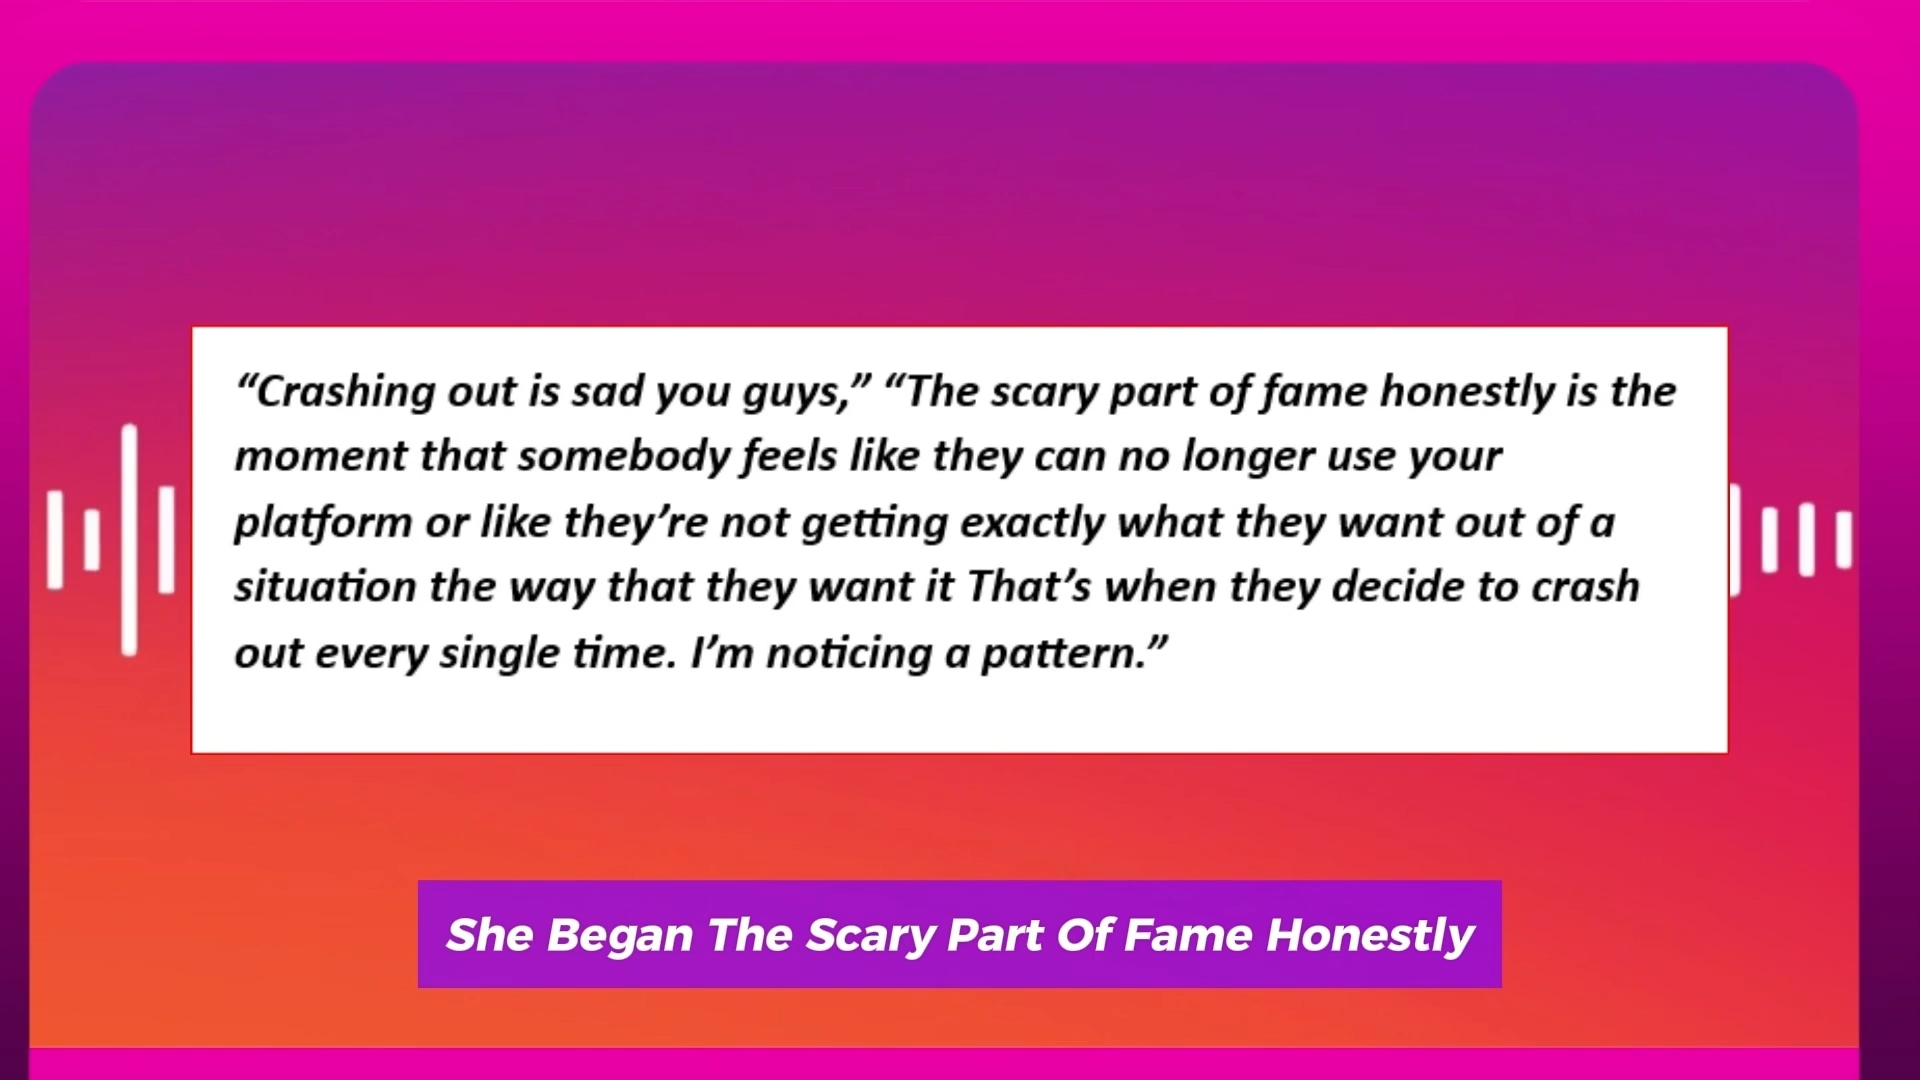 “Crashing out is sad you guys,” “The scary part of fame honestly is the
moment that somebody feels like they can no longer use your
platform or like they’re not getting exactly what they want out of a
situation the way that they want it That’s when they decide to crash
out every single time. I’m noticing a pattern.”
She Began The Scary Part Of Fame Honestly